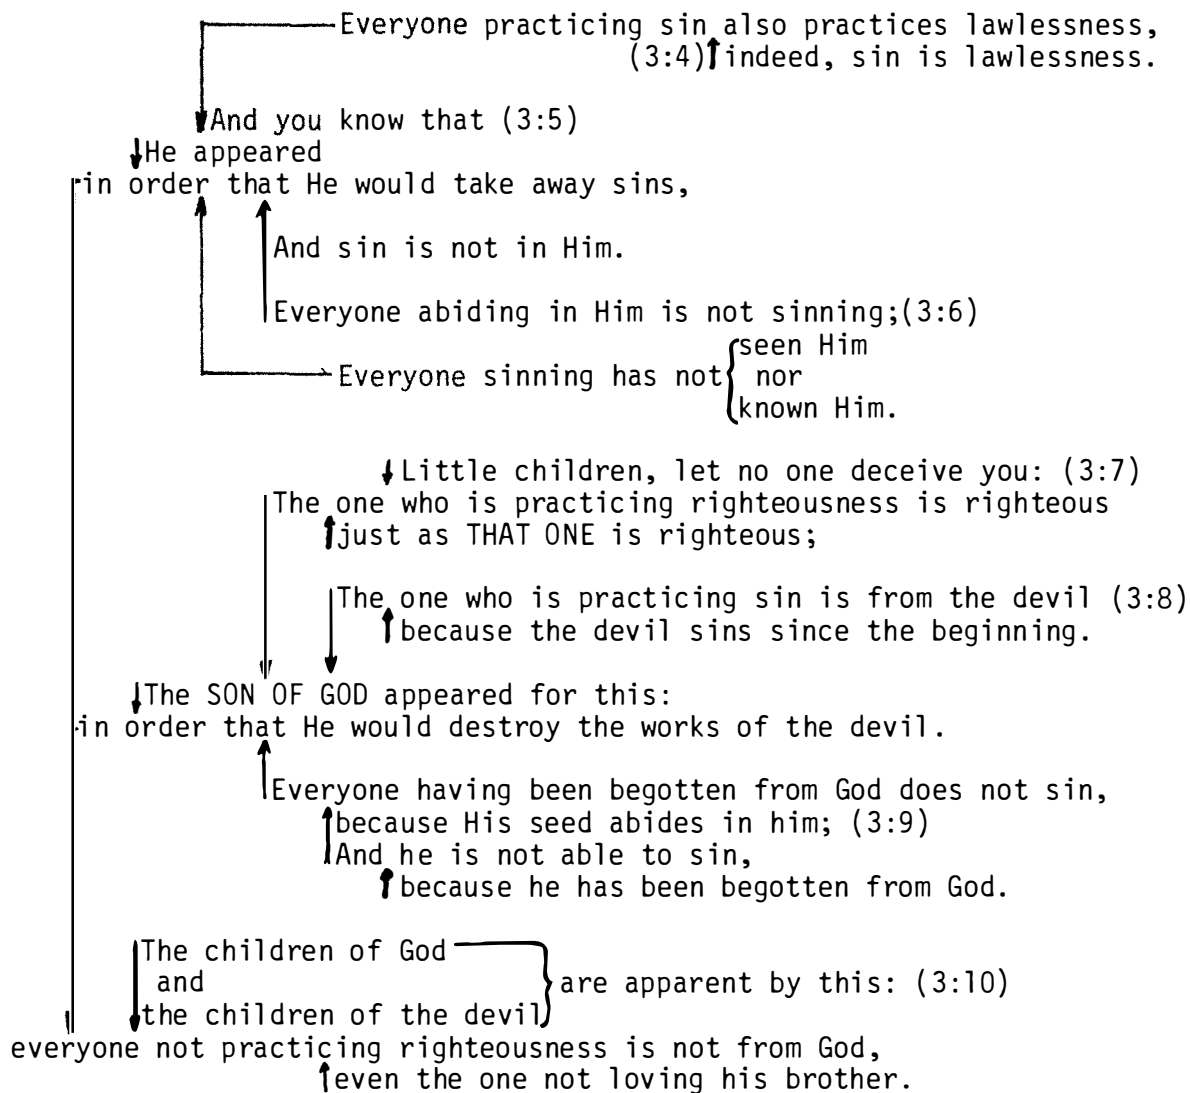 Everyone practicing sin also practices lawlessness,
(3:4) indeed, sin is lawlessness.
And you know that (3:5)
He appeared
in order that He would take away sins,
And sin is not in Him.
Everyone abiding in Him is not sinning;(3:6)
seen Him
Everyone sinning has not nor
known Him.
Little children, let no one deceive you: (3:7)
The one who is practicing righteousness is righteous
just as THAT ONE is righteous;
The one who is practicing sin is from the devil (3:8)
because the devil sins since the beginning.
The SON OF GOD appeared for this:
in order that He would destroy the works of the devil.
Everyone having been begotten from God does not sin,
because His seed abides in him; (3:9)
And he is not able to sin,
because he has been begotten from God.
The children of God
and are apparent by this: (3:10)
the children of the devil
everyone not practicing righteousness is not from God,
even the one not loving his brother.